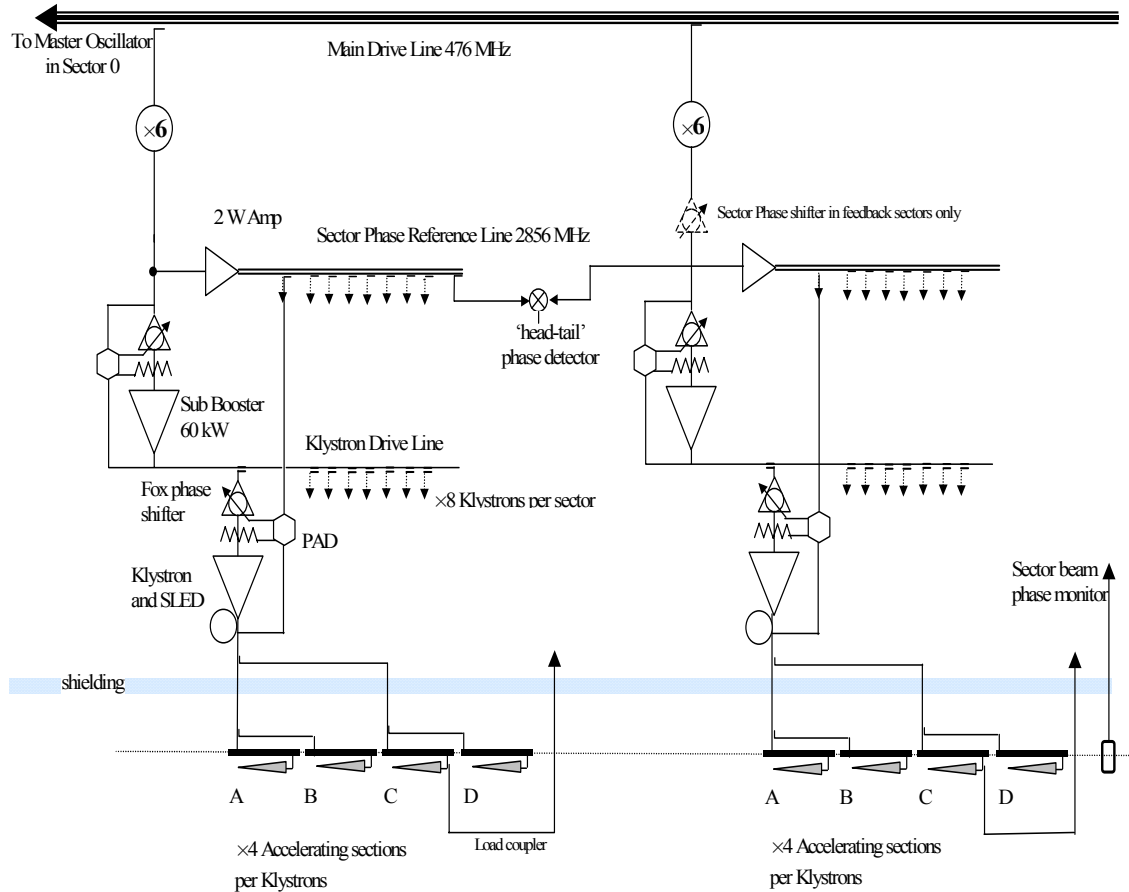 To Master Oscillator
in Sector 0
Main Drive Line 476 MHz
×6
×6
2 W Amp
Sector Phase Reference Line 2856 MHz
Sector Phase shifter in feedback sectors only
‘head-tail’
phase detector
Sub Booster
60 kW
Klystron Drive Line
Fox phase
shifter
×8 Klystrons per sector
PAD
Klystron
and SLED
Sector beam
phase monitor
shielding
A B C D
A B C D
Load coupler
×4 Accelerating sections
per Klystrons
×4 Accelerating sections
per Klystrons